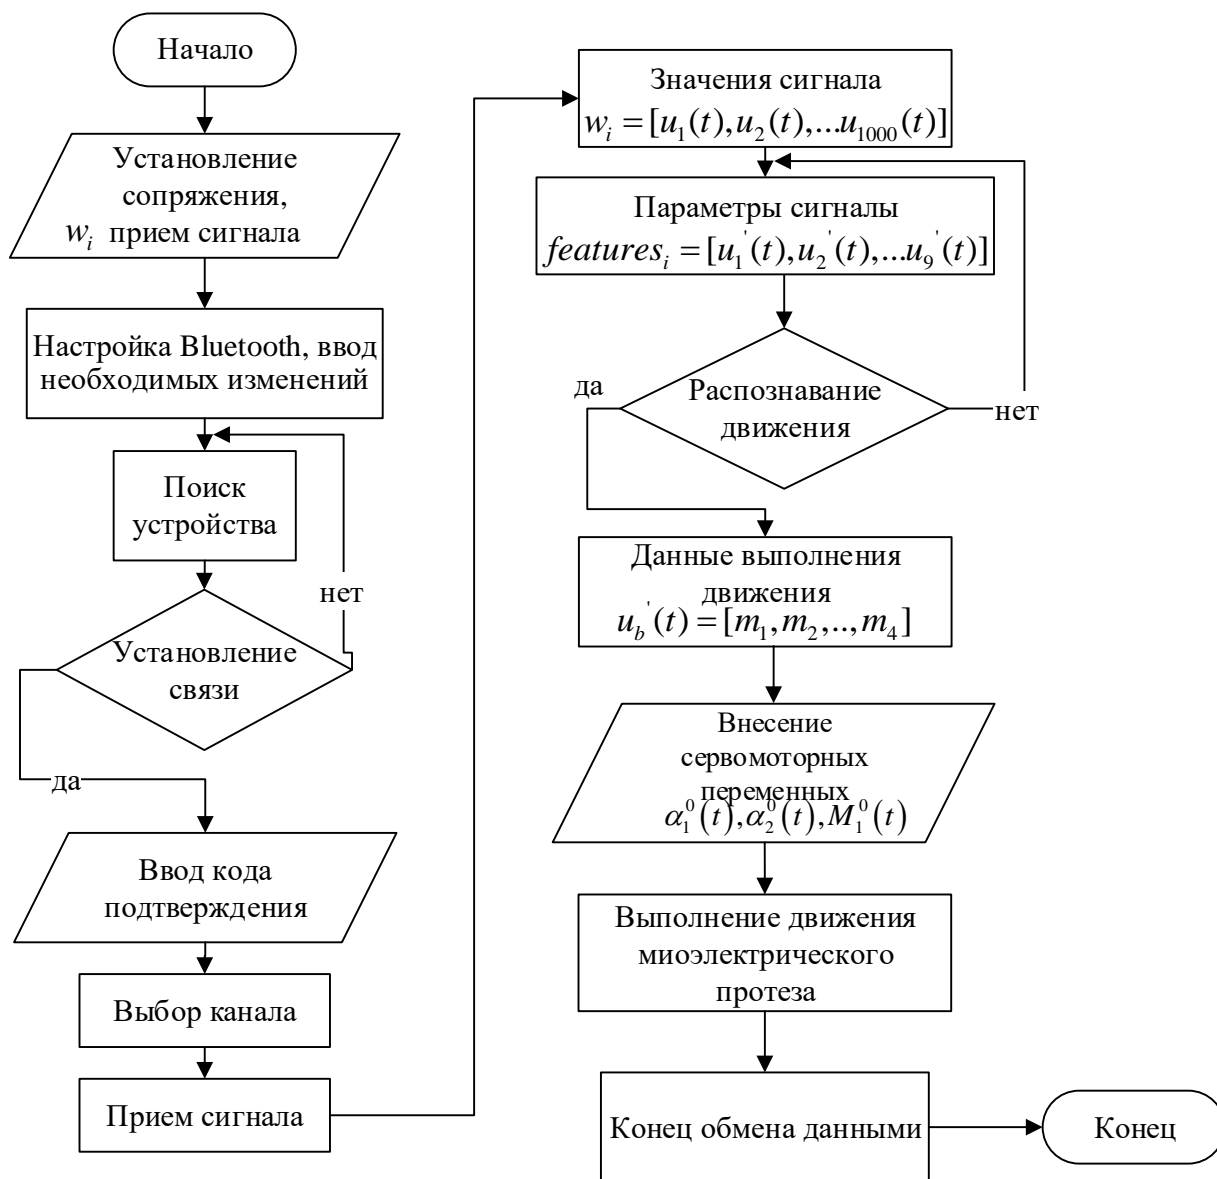 Начало
Установление
сопряжения,
w_i прием сигнала
Настройка Bluetooth, ввод
необходимых изменений
Поиск
устройства
нет
Установление
связи
да
Ввод кода
подтверждения
Выбор канала
Прием сигнала
Значения сигнала
w_i = [u_1(t), u_2(t),...u_1000(t)]
Параметры сигналы
features_i = [u_1'(t), u_2'(t),...u_9'(t)]
да
Распознавание
движения
нет
Данные выполнения
движения
u_b'(t) = [m_1, m_2,.., m_4]
Внесение
сервомоторных
переменных
α_1^0(t), α_2^0(t), M_1^0(t)
Выполнение движения
миоэлектрического
протеза
Конец обмена данными
Конец